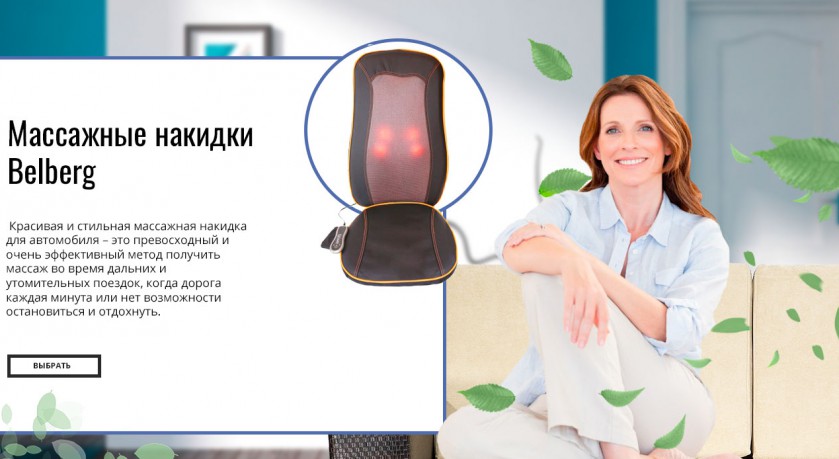 Массажные накидки
Belberg
Красивая и стильная массажная накидка
для автомобиля – это превосходный и
очень эффективный метод получить
массаж во время дальних и
утомительных поездок, когда дорога
каждая минута или нет возможности
остановиться и отдохнуть.
ВЫБРАТЬ